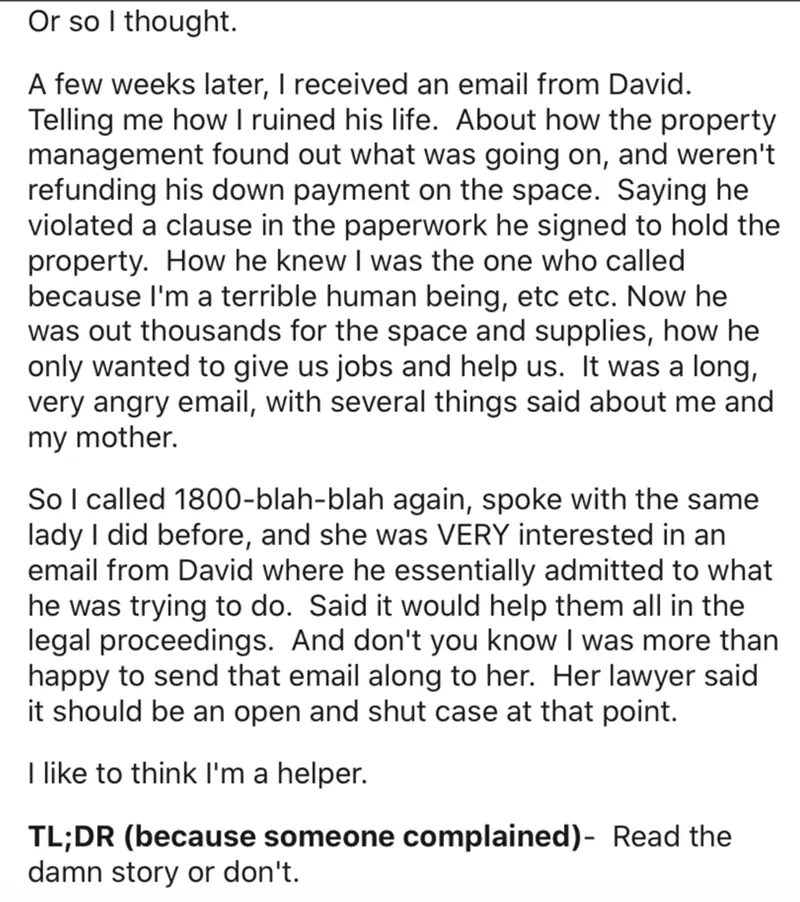 Or so I thought.
A few weeks later, I received an email from David.
Telling me how I ruined his life.  About how the property
management found out what was going on, and weren't
refunding his down payment on the space.  Saying he
violated a clause in the paperwork he signed to hold the
property.  How he knew I was the one who called
because I'm a terrible human being, etc etc. Now he
was out thousands for the space and supplies, how he
only wanted to give us jobs and help us.  It was a long,
very angry email, with several things said about me and
my mother.
So I called 1800-blah-blah again, spoke with the same
lady I did before, and she was VERY interested in an
email from David where he essentially admitted to what
he was trying to do.  Said it would help them all in the
legal proceedings.  And don't you know I was more than
happy to send that email along to her.  Her lawyer said
it should be an open and shut case at that point.
I like to think I'm a helper.
TL;DR (because someone complained)-  Read the
damn story or don't.